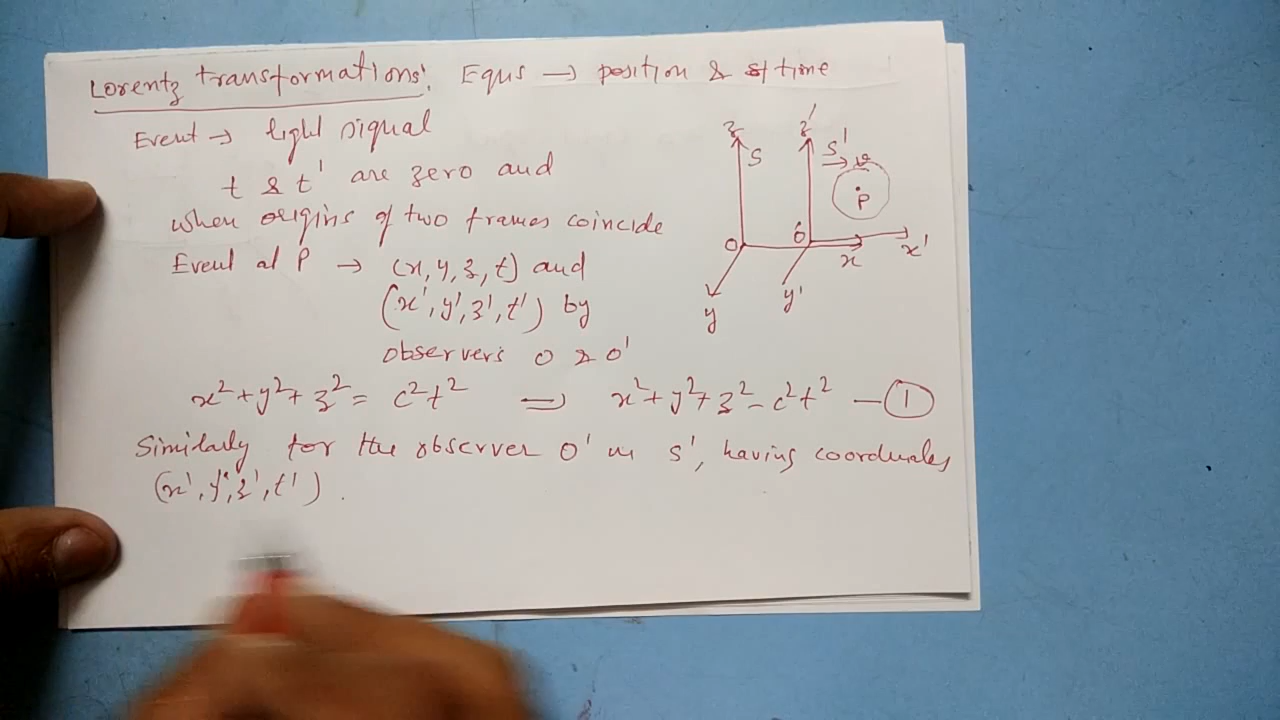 Lorentz transformations: Equs → position & time
Event → light signal
t & t' are zero and
when origins of two frames coincide
Event at P → (x, y, z, t) and
(x', y', z', t') by
observers O & O'
x²+y²+z² = c²t² ⇒ x²+y²+z²-c²t² — ①
Similarly for the observer O' in S', having coordinates
(x', y', z', t').
z z'
S S' → v
P
O O'
x x'
y y'